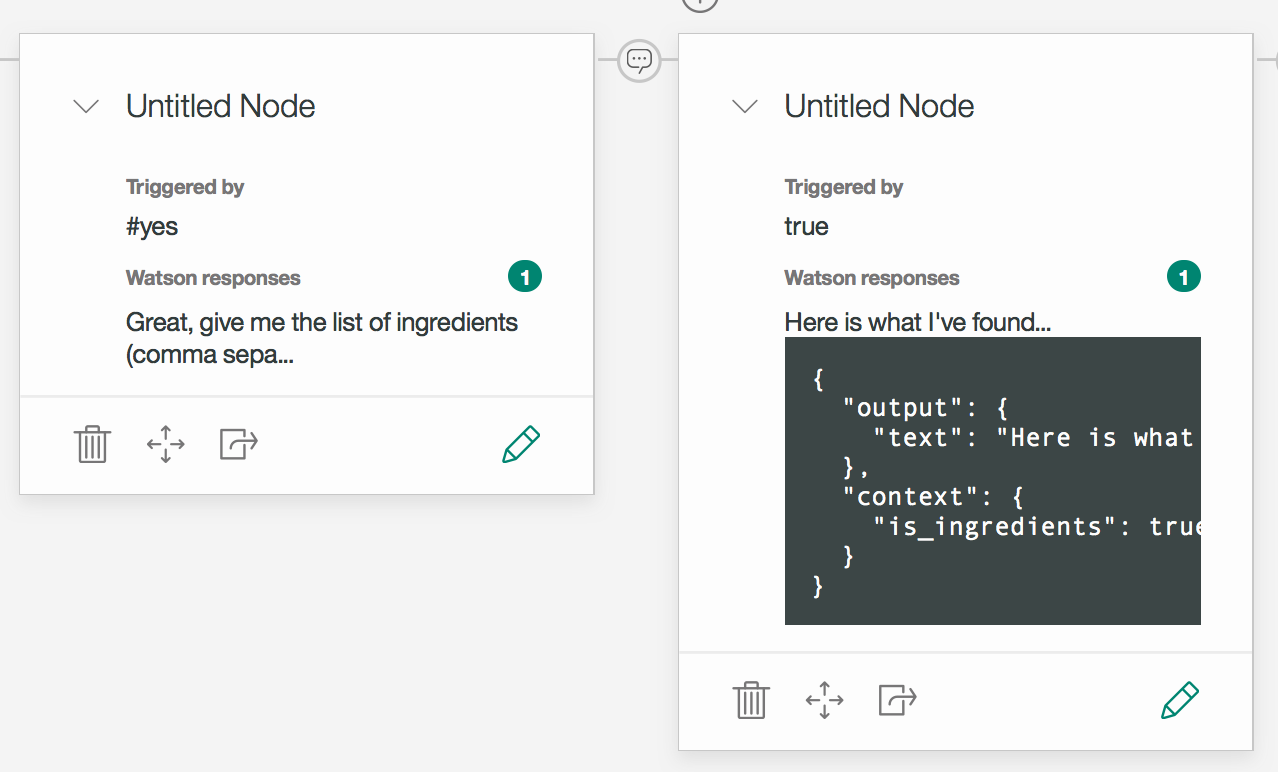 Untitled Node
Triggered by
#yes
Watson responses
1
Great, give me the list of ingredients
(comma sepa...
Untitled Node
Triggered by
true
Watson responses
1
Here is what I've found...
{
"output": {
"text": "Here is what
},
"context": {
"is_ingredients": true
}
}